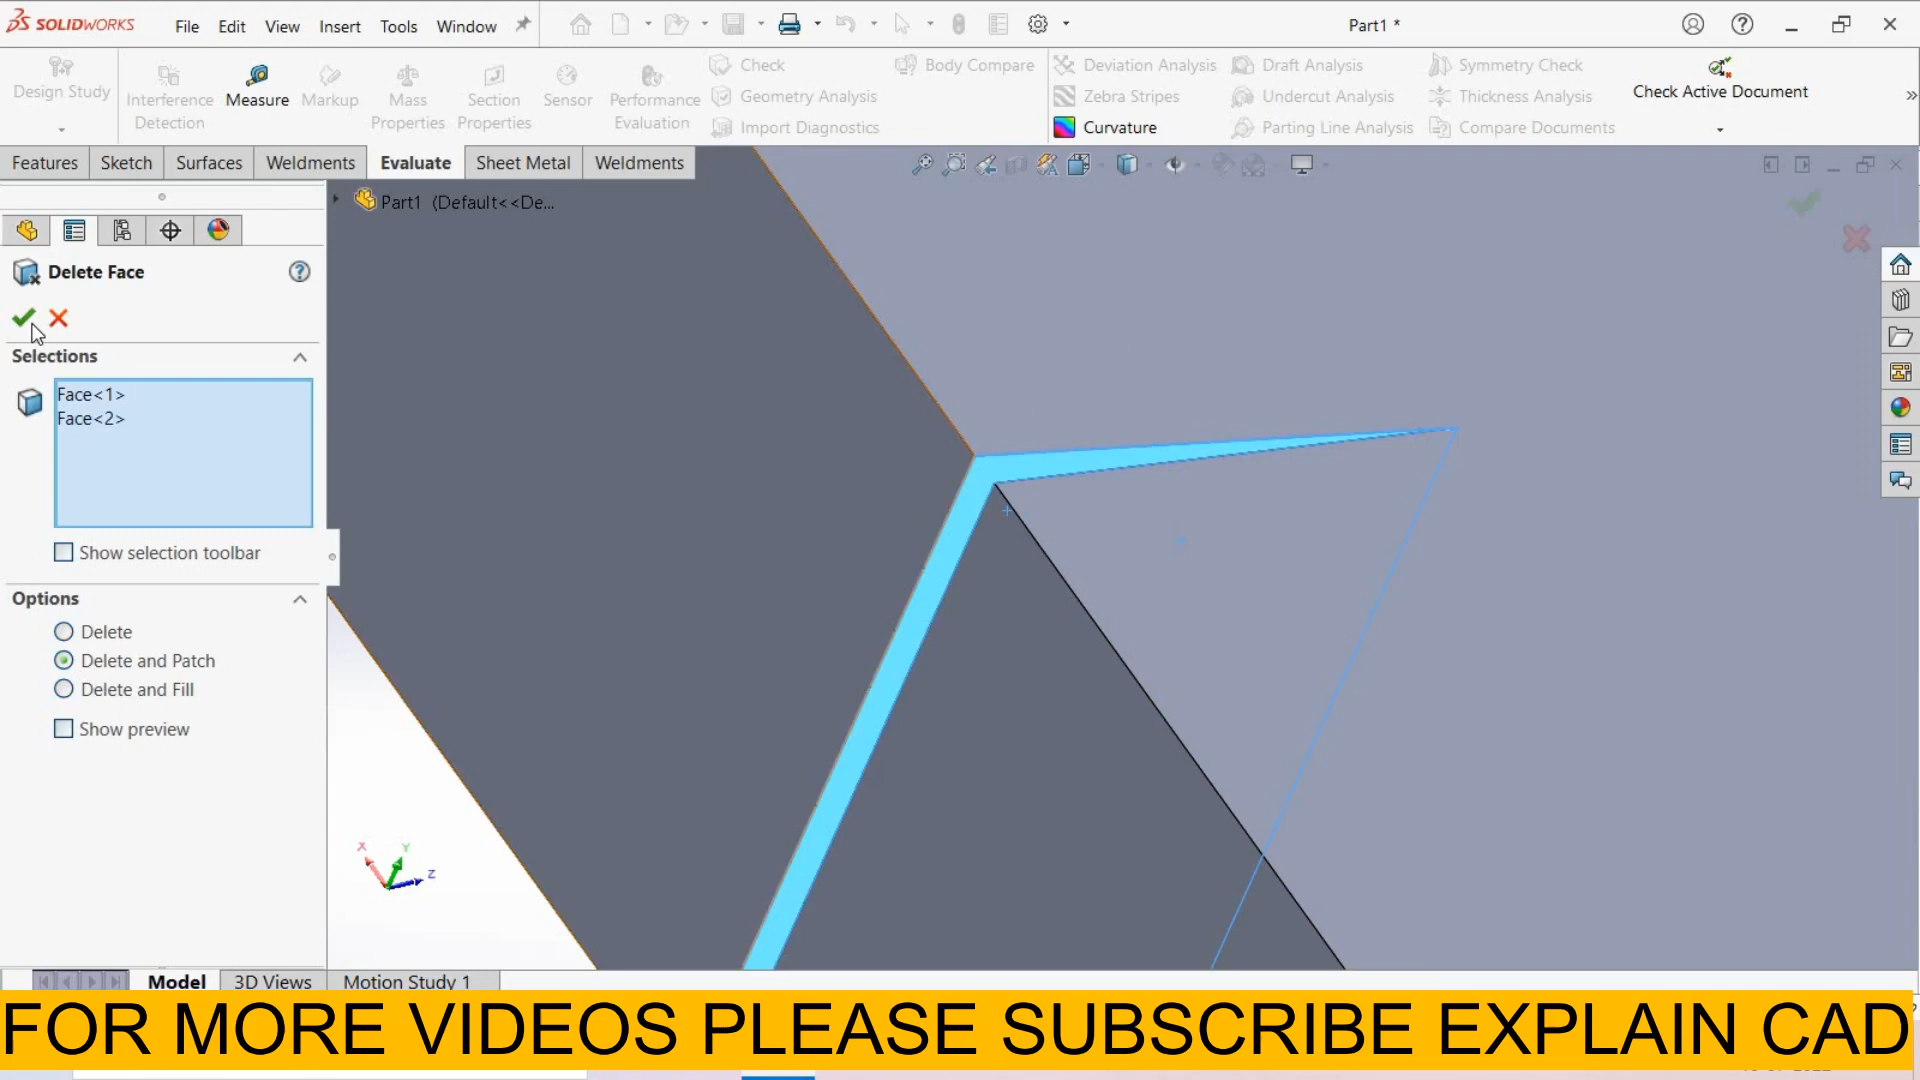 SOLIDWORKS
File Edit View Insert Tools Window
Part1 *
Design Study
Interference Detection
Measure
Markup
Mass Properties
Section Properties
Sensor
Performance Evaluation
Check
Geometry Analysis
Import Diagnostics
Body Compare
Deviation Analysis
Zebra Stripes
Curvature
Draft Analysis
Undercut Analysis
Parting Line Analysis
Symmetry Check
Thickness Analysis
Compare Documents
Check Active Document
Features Sketch Surfaces Weldments Evaluate Sheet Metal Weldments
Part1 (Default<<De...
Delete Face
Selections
Face<1>
Face<2>
Show selection toolbar
Options
Delete
Delete and Patch
Delete and Fill
Show preview
X Y Z
Model 3D Views Motion Study 1
FOR MORE VIDEOS PLEASE SUBSCRIBE EXPLAIN CAD